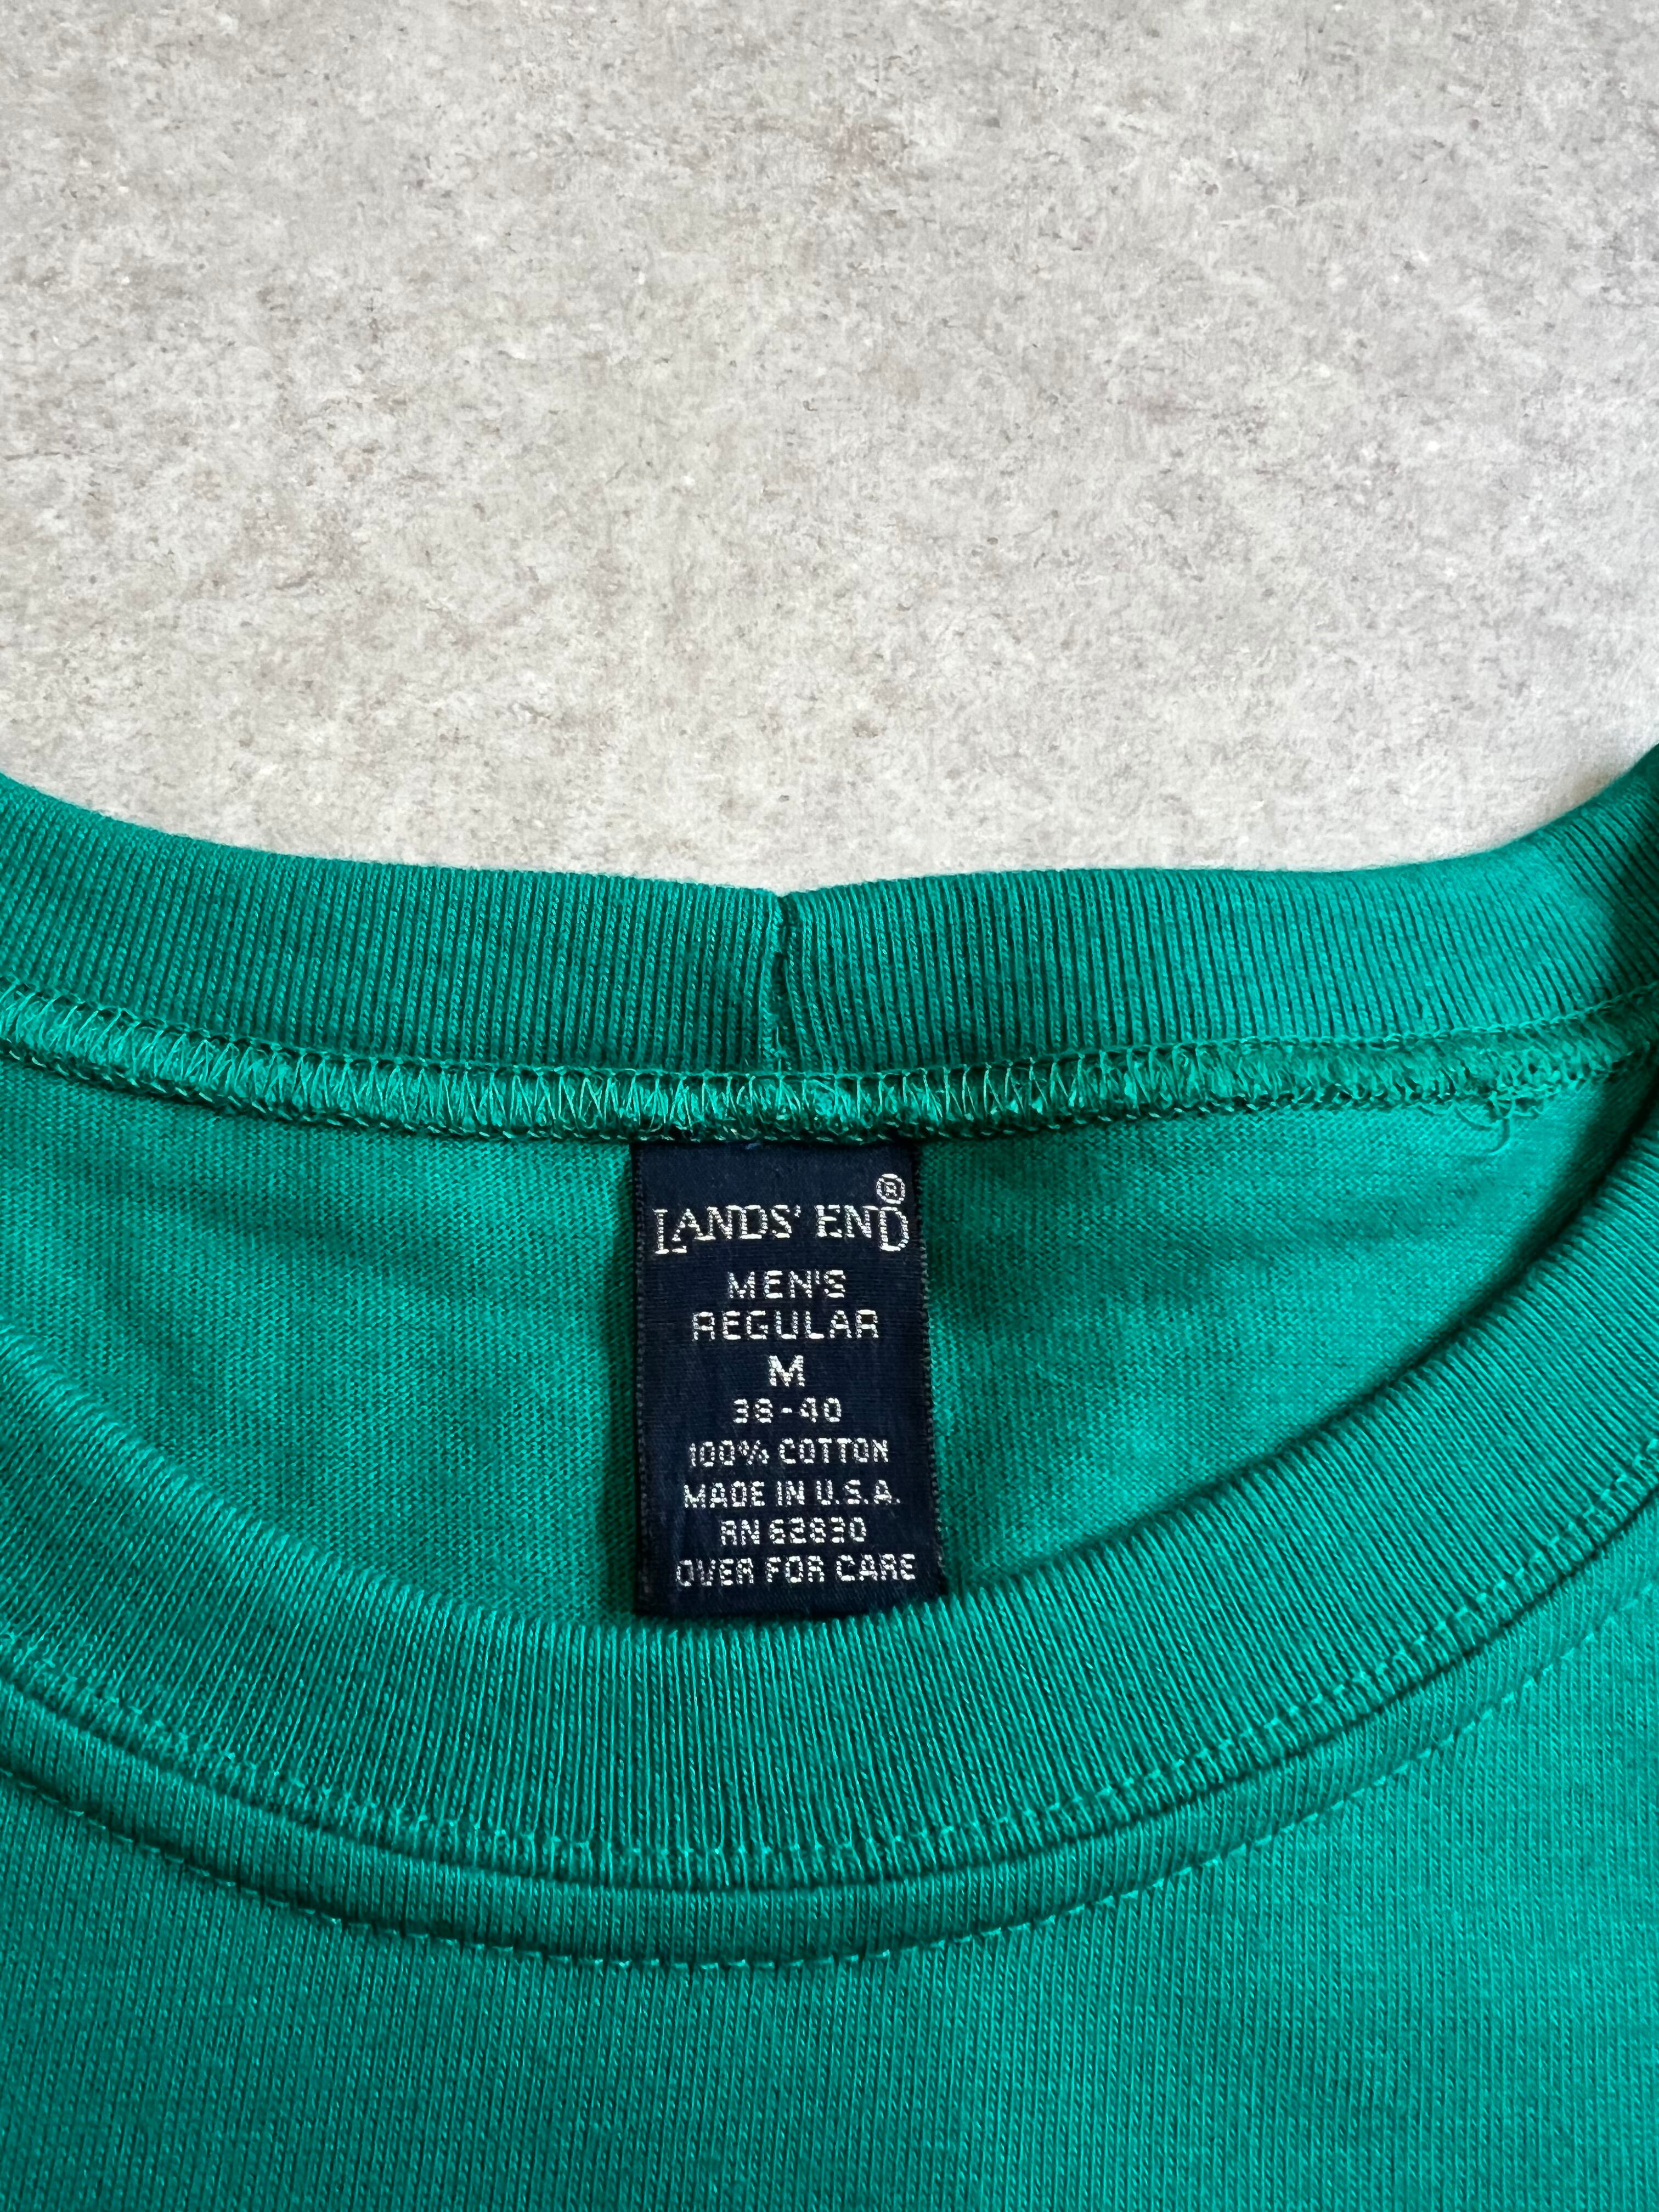 LANDS' END®
MEN'S
REGULAR
M
38-40
100% COTTON
MADE IN U.S.A.
RN 62830
OVER FOR CARE